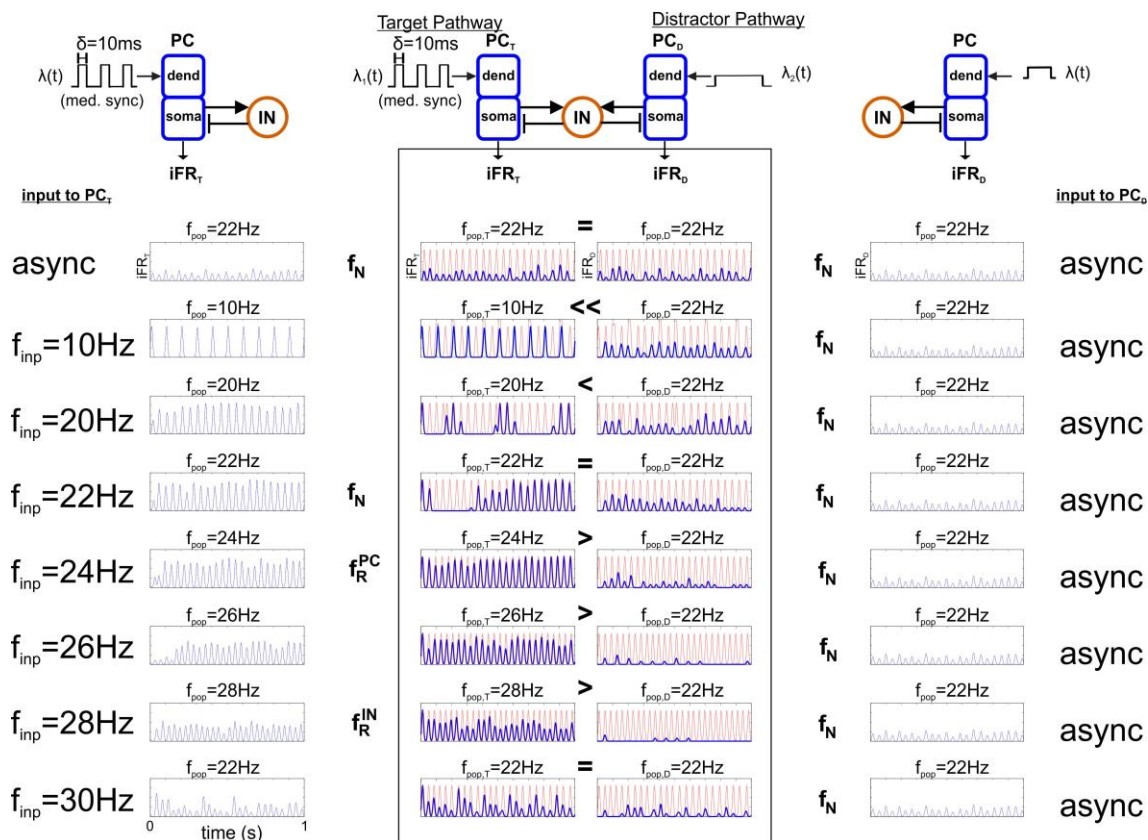 Target Pathway Distractor Pathway
δ=10ms PC δ=10ms PC_T PC_D PC
λ(t) dend λ₁(t) dend dend λ₂(t) dend λ(t)
(med. sync) (med. sync)
soma IN soma IN soma IN soma
iFR_T iFR_T iFR_D iFR_D
input to PC_T input to PC_D
f_pop=22Hz f_pop,T=22Hz = f_pop,D=22Hz f_pop=22Hz
async iFR_T f_N iFR_T iFR_D f_N iFR_D async
f_pop=10Hz f_pop,T=10Hz << f_pop,D=22Hz f_pop=22Hz
f_inp=10Hz f_N async
f_pop=20Hz f_pop,T=20Hz < f_pop,D=22Hz f_pop=22Hz
f_inp=20Hz f_N async
f_pop=22Hz f_pop,T=22Hz = f_pop,D=22Hz f_pop=22Hz
f_inp=22Hz f_N f_N async
f_pop=24Hz f_pop,T=24Hz > f_pop,D=22Hz f_pop=22Hz
f_inp=24Hz f_R^PC f_N async
f_pop=26Hz f_pop,T=26Hz > f_pop,D=22Hz f_pop=22Hz
f_inp=26Hz f_N async
f_pop=28Hz f_pop,T=28Hz > f_pop,D=22Hz f_pop=22Hz
f_inp=28Hz f_R^IN f_N async
f_pop=22Hz f_pop,T=22Hz = f_pop,D=22Hz f_pop=22Hz
f_inp=30Hz f_N async
0 time (s) 1